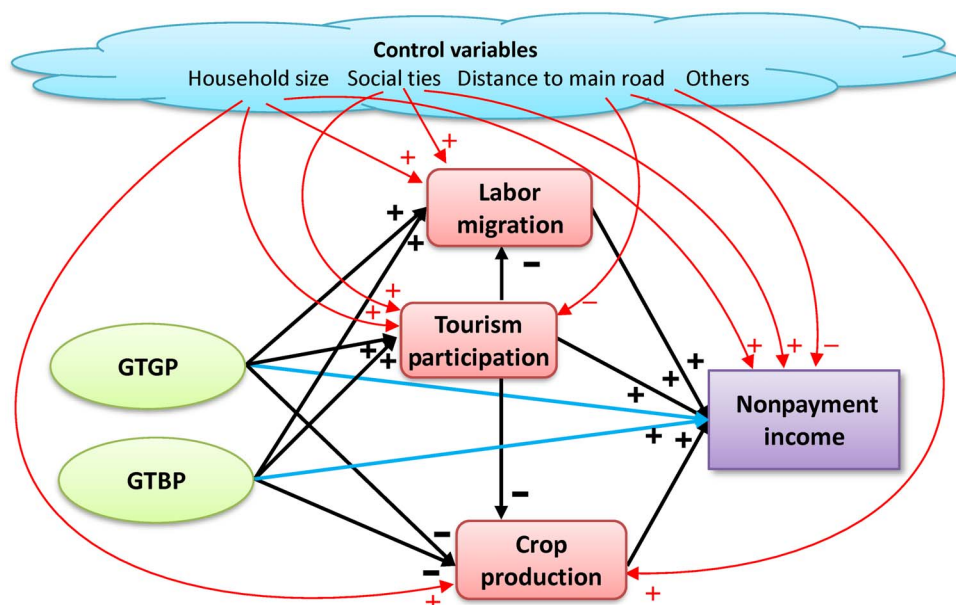 Control variables
Household size Social ties Distance to main road Others
+ +
Labor
migration
+
+
−
+
+
−
Tourism
participation
+ +
GTGP
+ + −
+
+
+
+ +
Nonpayment
income
GTBP
−
−
−
Crop
production
+ +